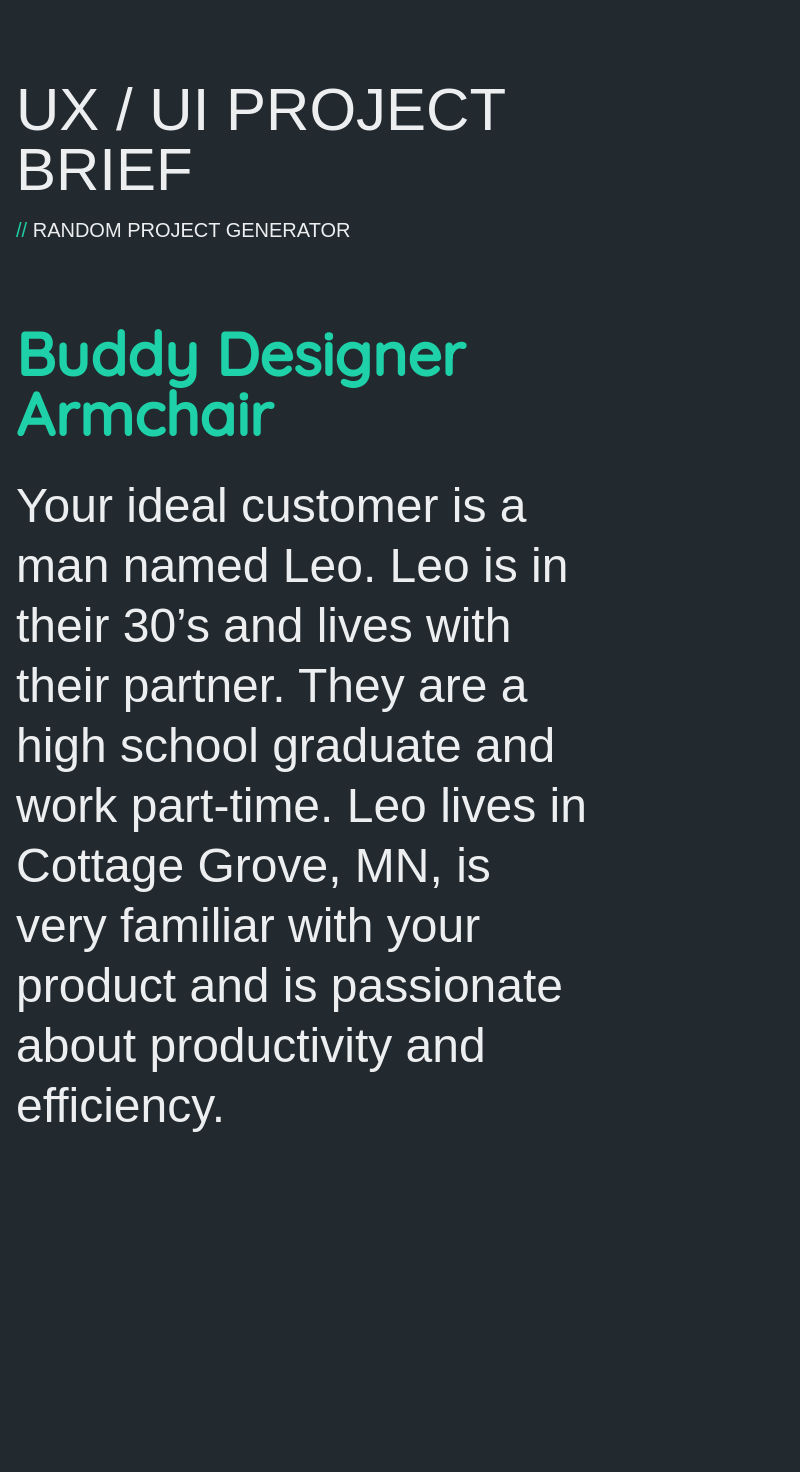 UX / UI PROJECT
BRIEF
// RANDOM PROJECT GENERATOR
Buddy Designer
Armchair
Your ideal customer is a
man named Leo. Leo is in
their 30’s and lives with
their partner. They are a
high school graduate and
work part-time. Leo lives in
Cottage Grove, MN, is
very familiar with your
product and is passionate
about productivity and
efficiency.